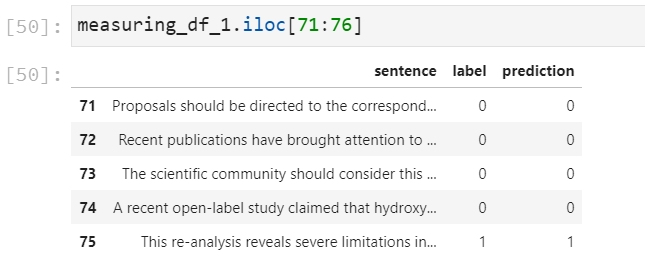 [50]: measuring_df_1.iloc[71:76]
[50]: sentence label prediction
71 Proposals should be directed to the correspond... 0 0
72 Recent publications have brought attention to ... 0 0
73 The scientific community should consider this ... 0 0
74 A recent open-label study claimed that hydroxy... 0 0
75 This re-analysis reveals severe limitations in... 1 1